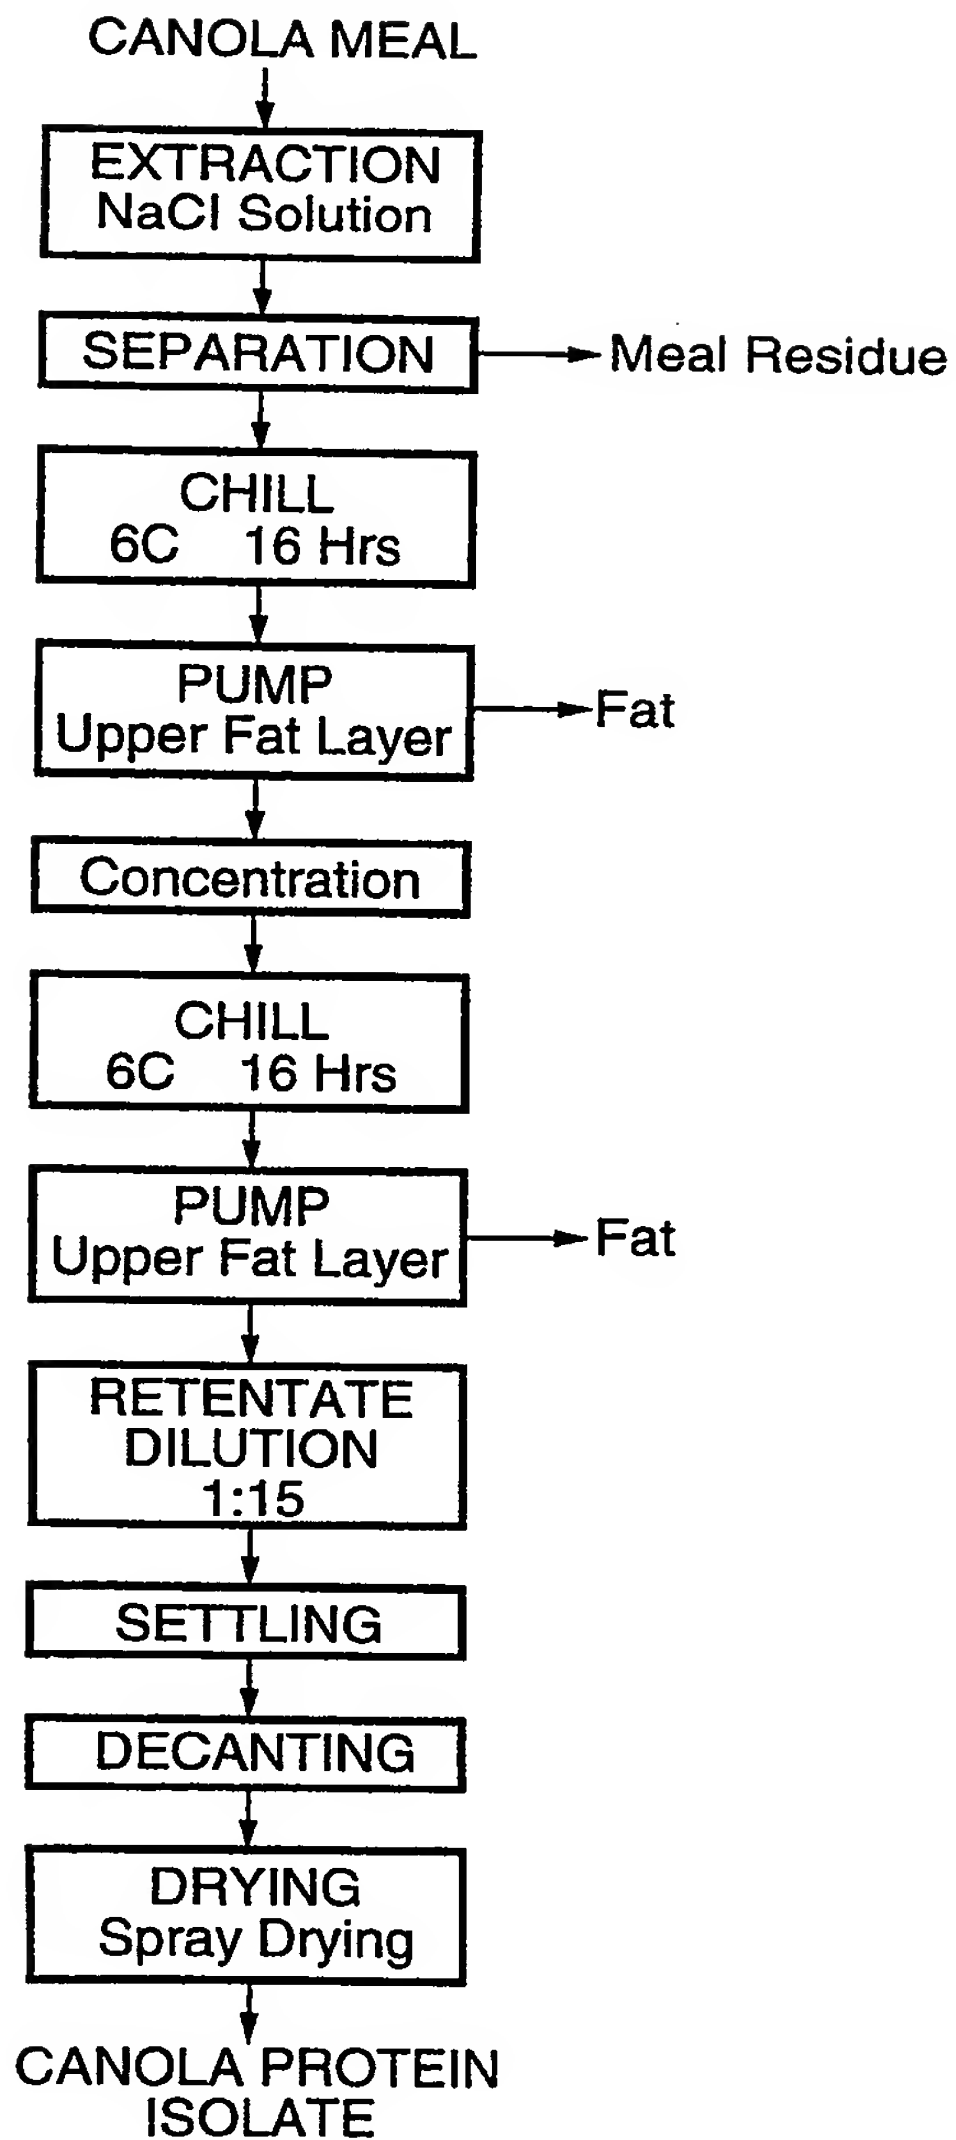 CANOLA MEAL
EXTRACTION
NaCl Solution
SEPARATION
Meal Residue
CHILL
6C 16 Hrs
PUMP
Upper Fat Layer
Fat
Concentration
CHILL
6C 16 Hrs
PUMP
Upper Fat Layer
Fat
RETENTATE
DILUTION
1:15
SETTLING
DECANTING
DRYING
Spray Drying
CANOLA PROTEIN
ISOLATE